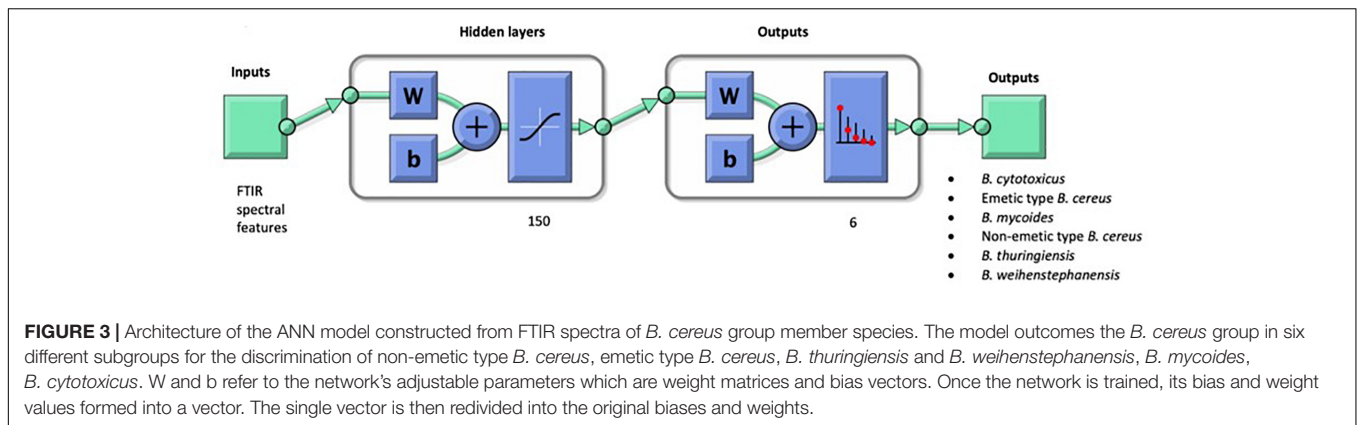 Hidden layers
Outputs
Inputs
Outputs
W
b
+
W
b
+
FTIR
spectral
features
150
6
• B. cytotoxicus
• Emetic type B. cereus
• B. mycoides
• Non-emetic type B. cereus
• B. thuringiensis
• B. weihenstephanensis
FIGURE 3 | Architecture of the ANN model constructed from FTIR spectra of B. cereus group member species. The model outcomes the B. cereus group in six
different subgroups for the discrimination of non-emetic type B. cereus, emetic type B. cereus, B. thuringiensis and B. weihenstephanensis, B. mycoides,
B. cytotoxicus. W and b refer to the network's adjustable parameters which are weight matrices and bias vectors. Once the network is trained, its bias and weight
values formed into a vector. The single vector is then redivided into the original biases and weights.